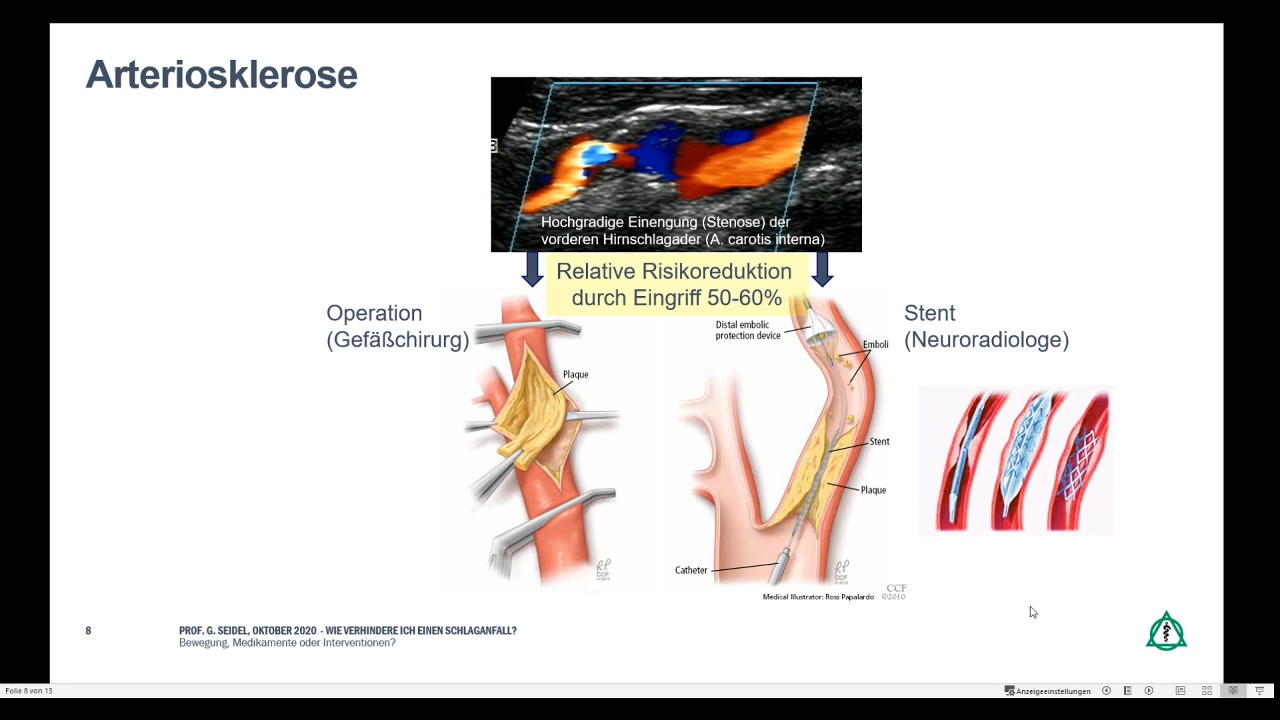 Arteriosklerose
Hochgradige Einengung (Stenose) der
vorderen Hirnschlagader (A. carotis interna)
Relative Risikoreduktion
durch Eingriff 50-60%
Operation
(Gefäßchirurg)
Stent
(Neuroradiologe)
Plaque
Distal embolic
protection device
Emboli
Stent
Plaque
Catheter
CCF
CCF
CCF
©2010
Medical Illustrator: Ross Papalardo
8
PROF. G. SEIDEL, OKTOBER 2020 - WIE VERHINDERE ICH EINEN SCHLAGANFALL?
Bewegung, Medikamente oder Interventionen?
Folie 8 von 13
Anzeigeeinstellungen